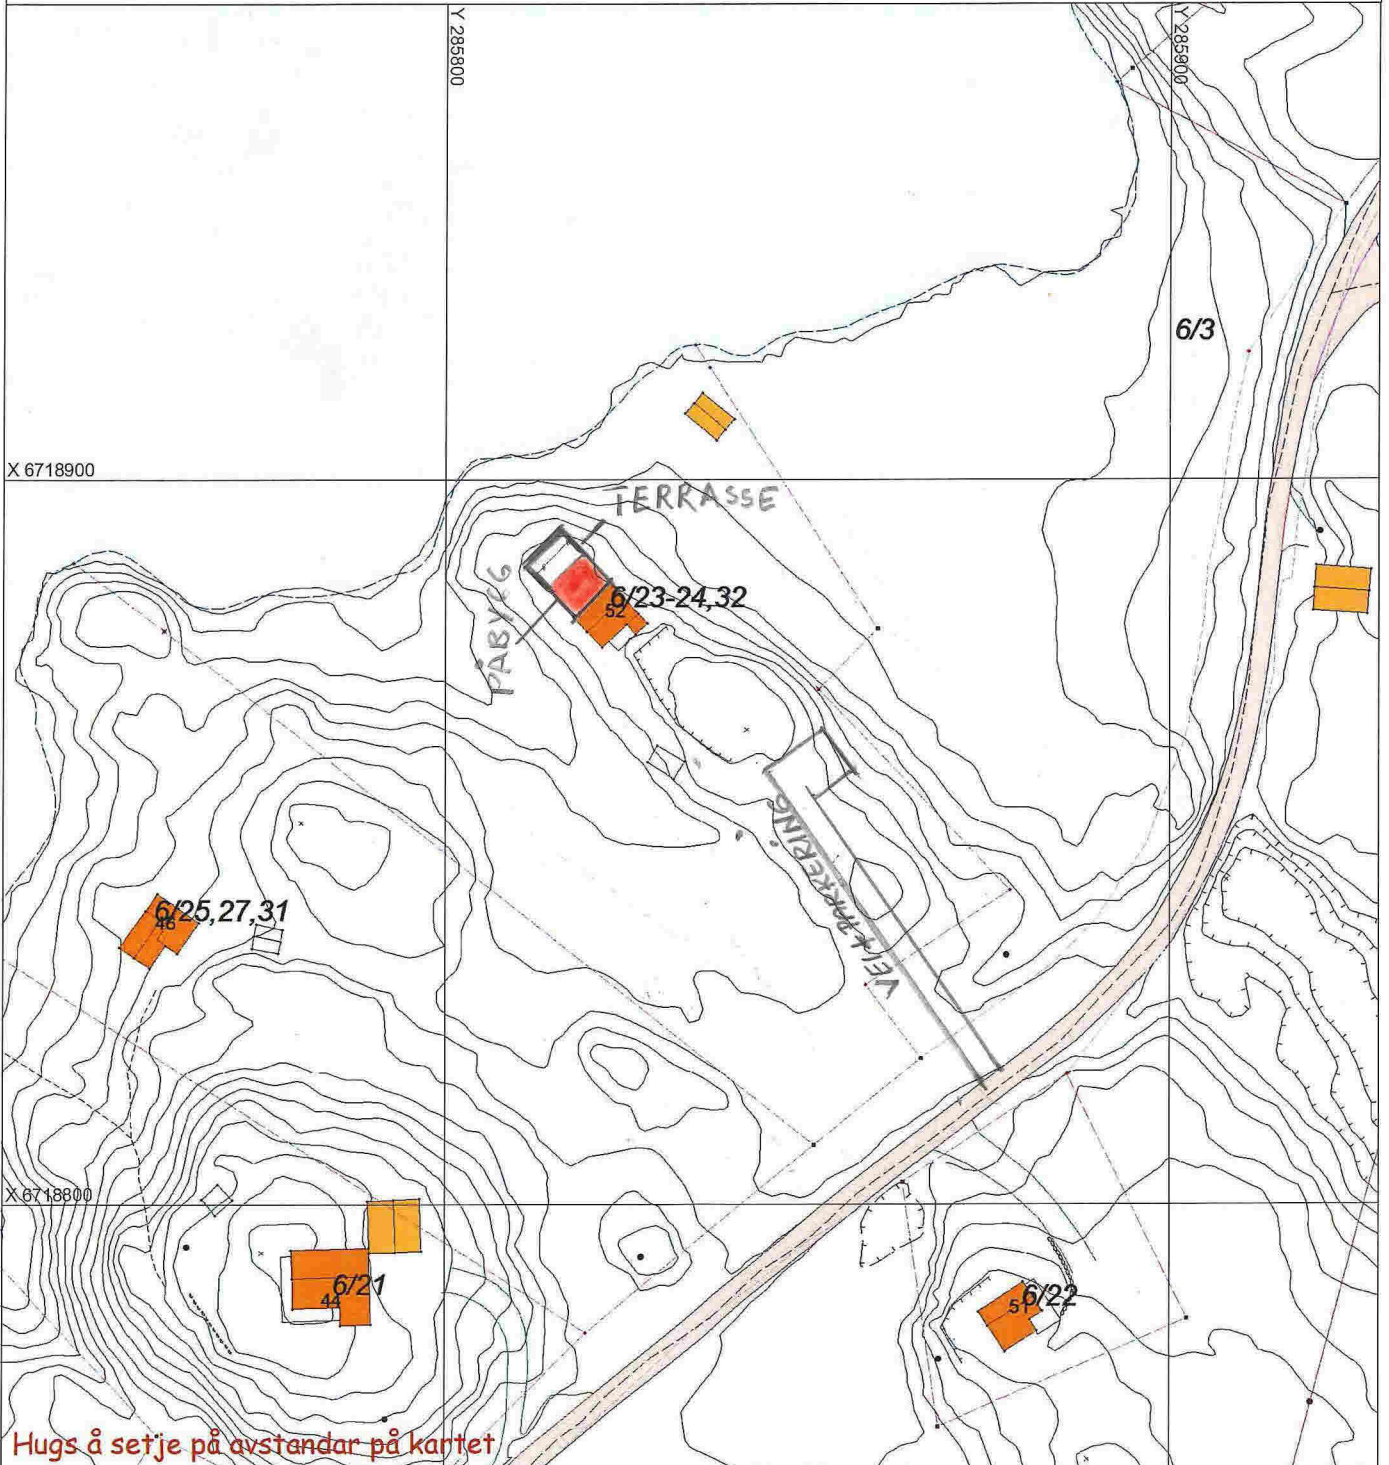 Y 285800
Y 285900
6/3
X 6718900
TERRASSE
PÅBYGG
6/23-24,32
52
VEI+PARKERING
6/25,27,31
46
X 6718800
6/21
44
6/22
51
Hugs å setje på avstandar på kartet